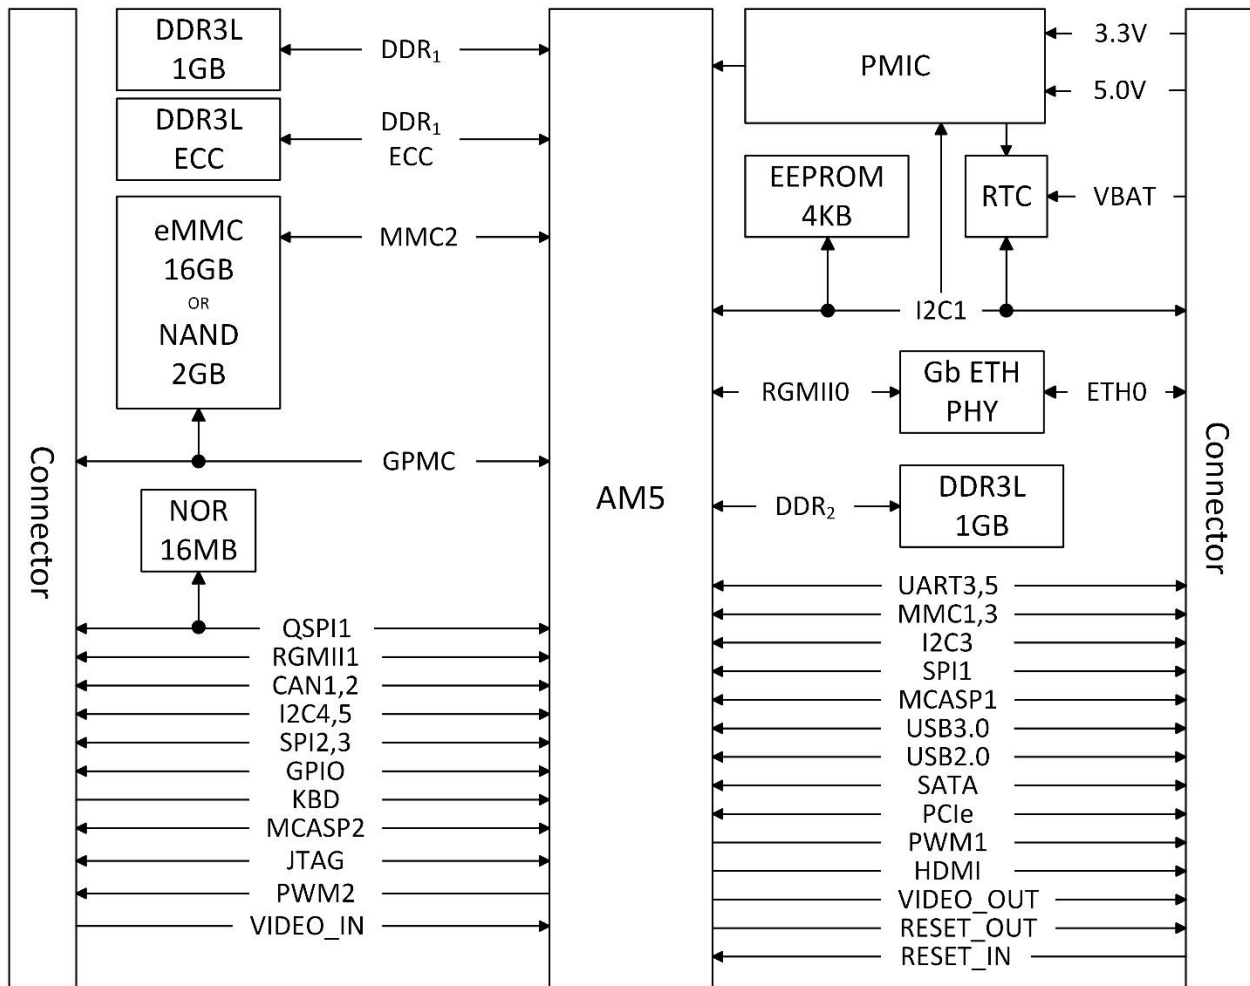 DDR3L
1GB
DDR₁
DDR3L
ECC
DDR₁
ECC
eMMC
16GB
OR
NAND
2GB
MMC2
GPMC
NOR
16MB
QSPI1
RGMII1
CAN1,2
I2C4,5
SPI2,3
GPIO
KBD
MCASP2
JTAG
PWM2
VIDEO_IN
Connector
AM5
PMIC
3.3V
5.0V
EEPROM
4KB
RTC
VBAT
I2C1
RGMII0
Gb ETH
PHY
ETH0
DDR₂
DDR3L
1GB
UART3,5
MMC1,3
I2C3
SPI1
MCASP1
USB3.0
USB2.0
SATA
PCIe
PWM1
HDMI
VIDEO_OUT
RESET_OUT
RESET_IN
Connector